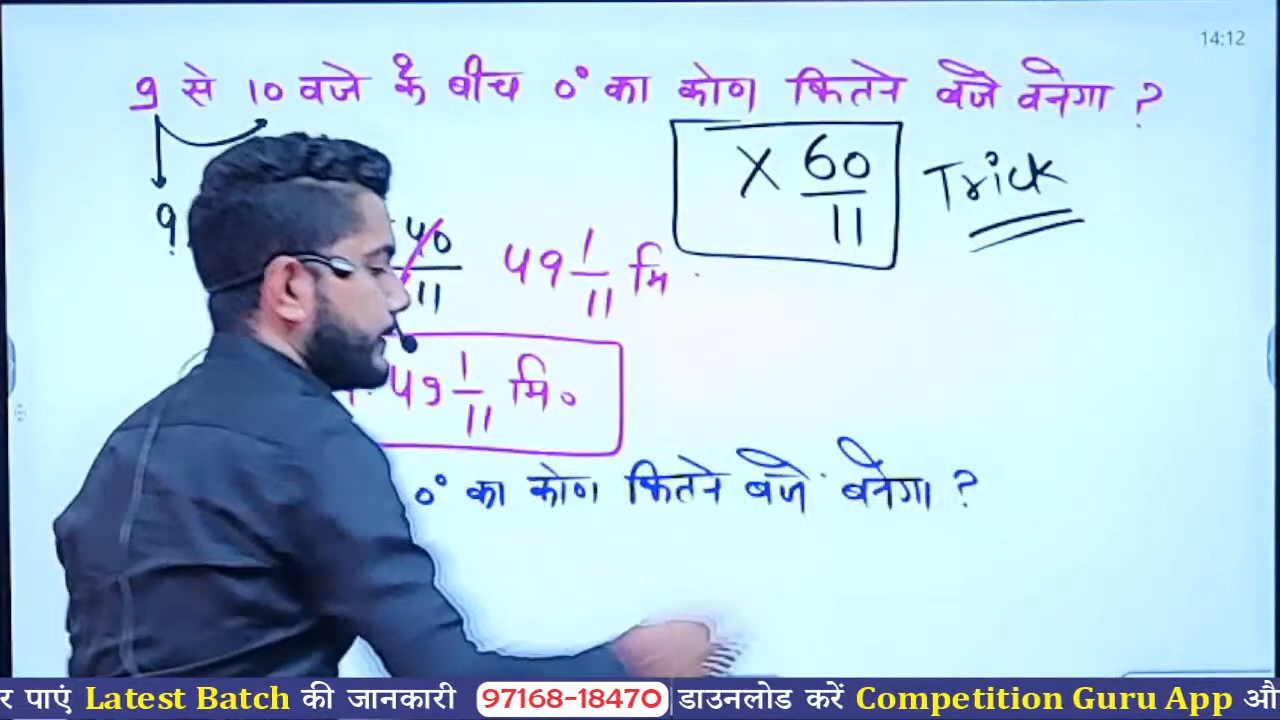 14:12
9 से 10 बजे के बीच 0° का कोण कितने बजे बनेगा ?
× 60/11 Trick
9
11 49 1/11 मि
49 1/11 मि०
0° का कोण कितने बजे बनेगा ?
र पाएं Latest Batch की जानकारी 97168-18470 डाउनलोड करें Competition Guru App औ